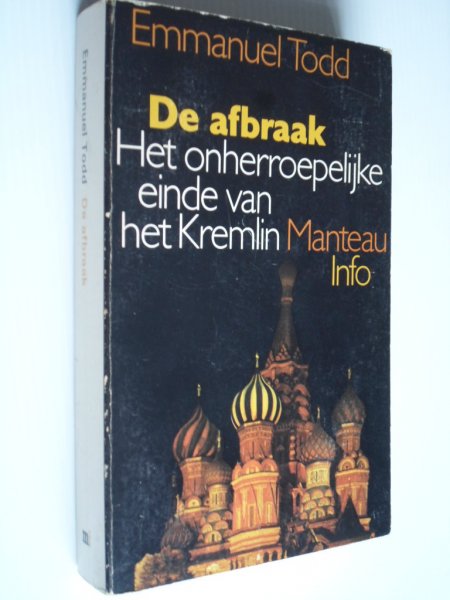 Emmanuel Todd
De afbraak
Het onherroepelijke
einde van
het Kremlin Manteau
Info
Emmanuel Todd De afbraak
m